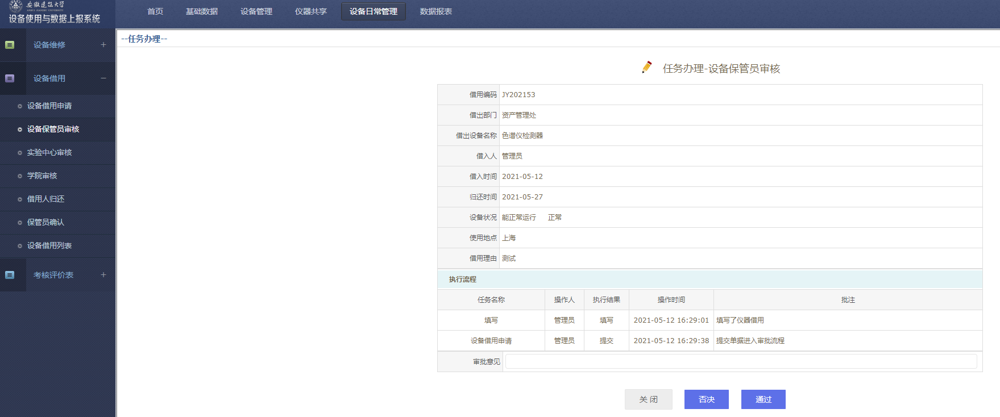 安徽建筑大学
ANHUI JIANZHU UNIVERSITY
设备使用与数据上报系统
首页 基础数据 设备管理 仪器共享 设备日常管理 数据报表
设备维修 +
设备借用 −
设备借用申请
设备保管员审核
实验中心审核
学院审核
借用人归还
保管员确认
设备借用列表
考核评价表 +
--任务办理--
任务办理-设备保管员审核
借用编码 JY202153
借出部门 资产管理处
借出设备名称 色谱仪检测器
借入人 管理员
借入时间 2021-05-12
归还时间 2021-05-27
设备状况 能正常运行 正常
使用地点 上海
借用理由 测试
执行流程
任务名称 操作人 执行结果 操作时间 批注
填写 管理员 填写 2021-05-12 16:29:01 填写了仪器借用
设备借用申请 管理员 提交 2021-05-12 16:29:38 提交单据进入审批流程
审批意见
关 闭 否决 通过